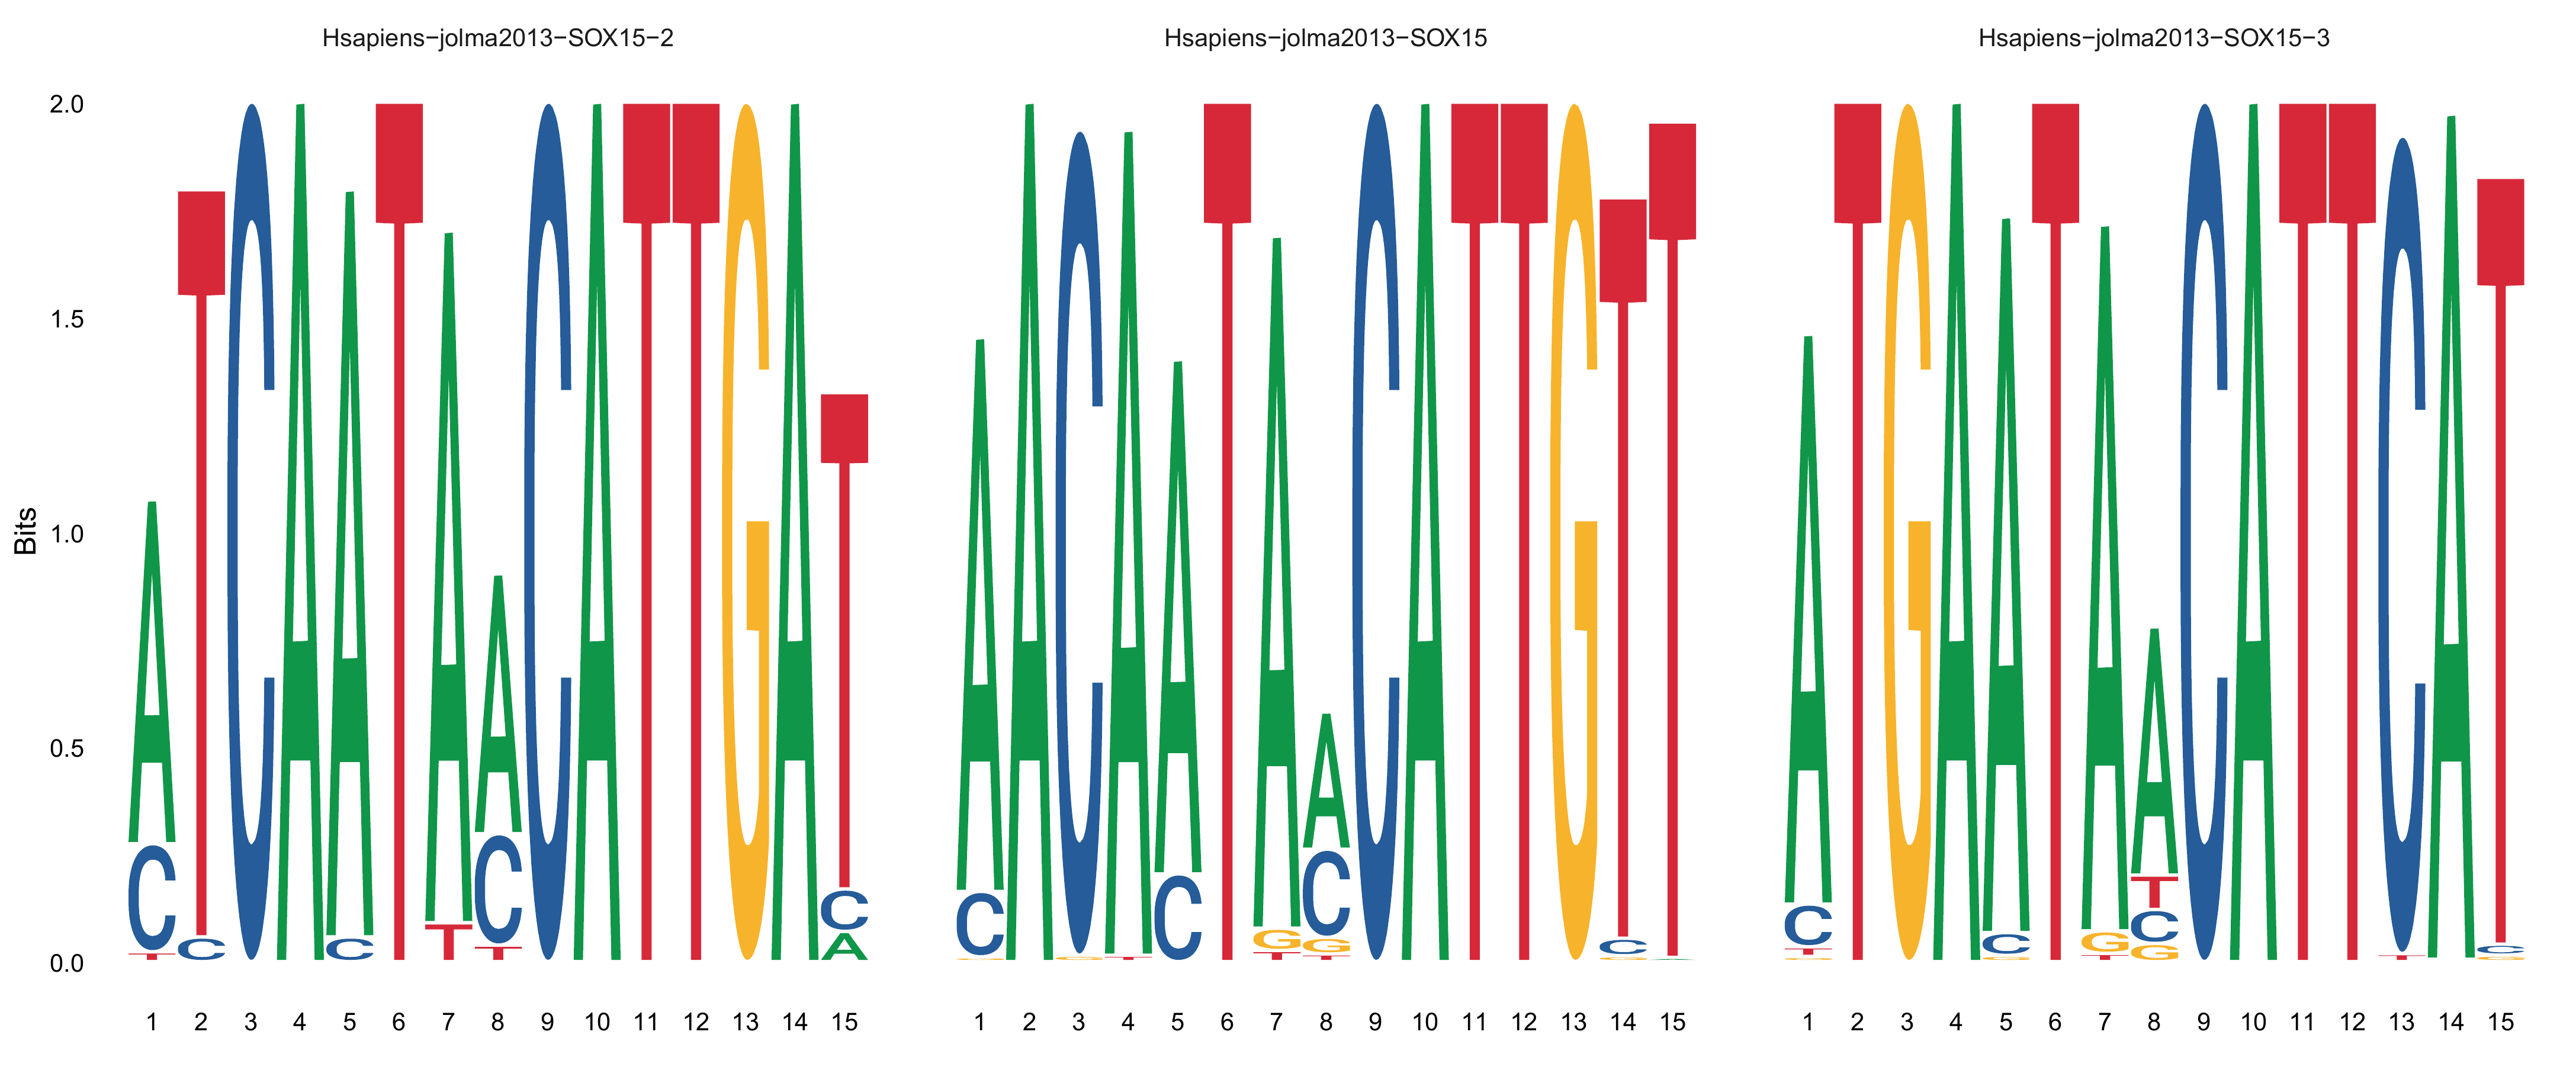 Hsapiens−jolma2013−SOX15−2 Hsapiens−jolma2013−SOX15 Hsapiens−jolma2013−SOX15−3
2.0
1.5
1.0
0.5
0.0
Bits
ATCAATAACATTGAT AACAATAACATTGTT ATGAATAACATTCAT
C C C T C C C C G C C C G T C
T T A G T G T T G C G
1 2 3 4 5 6 7 8 9 10 11 12 13 14 15 1 2 3 4 5 6 7 8 9 10 11 12 13 14 15 1 2 3 4 5 6 7 8 9 10 11 12 13 14 15